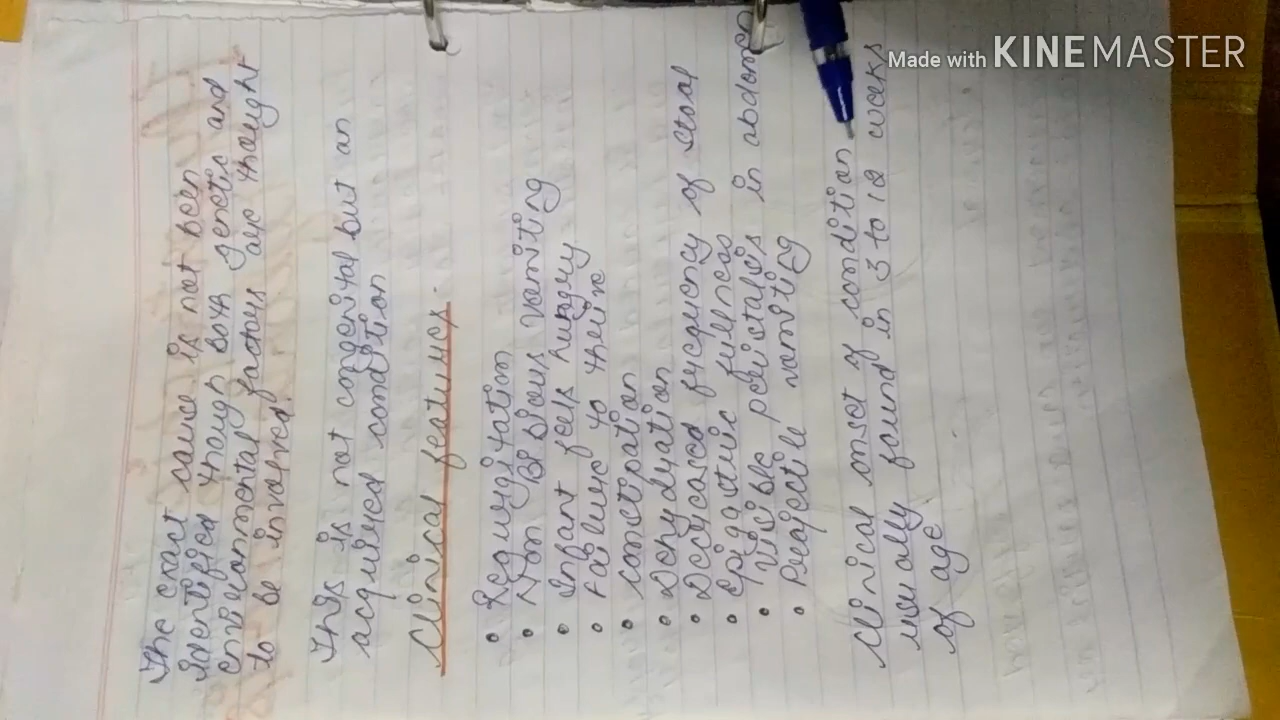 The exact cause is not been
identified though both genetic and
environmental factors are thought
to be involved.
This is not congenital but an
acquired condition
Clinical features -
• Regurgitation
• Non Bilious vomiting
• Infant feels hungry
• Failure to thrive
• constipation
• Dehydration
• Decreased frequency of stool
• Epigastric fullness
• Visible peristalsis in abdomen
• Projectile vomiting
Clinical onset of condition
usually found in 3 to 12 weeks
of age
Made with KINEMASTER